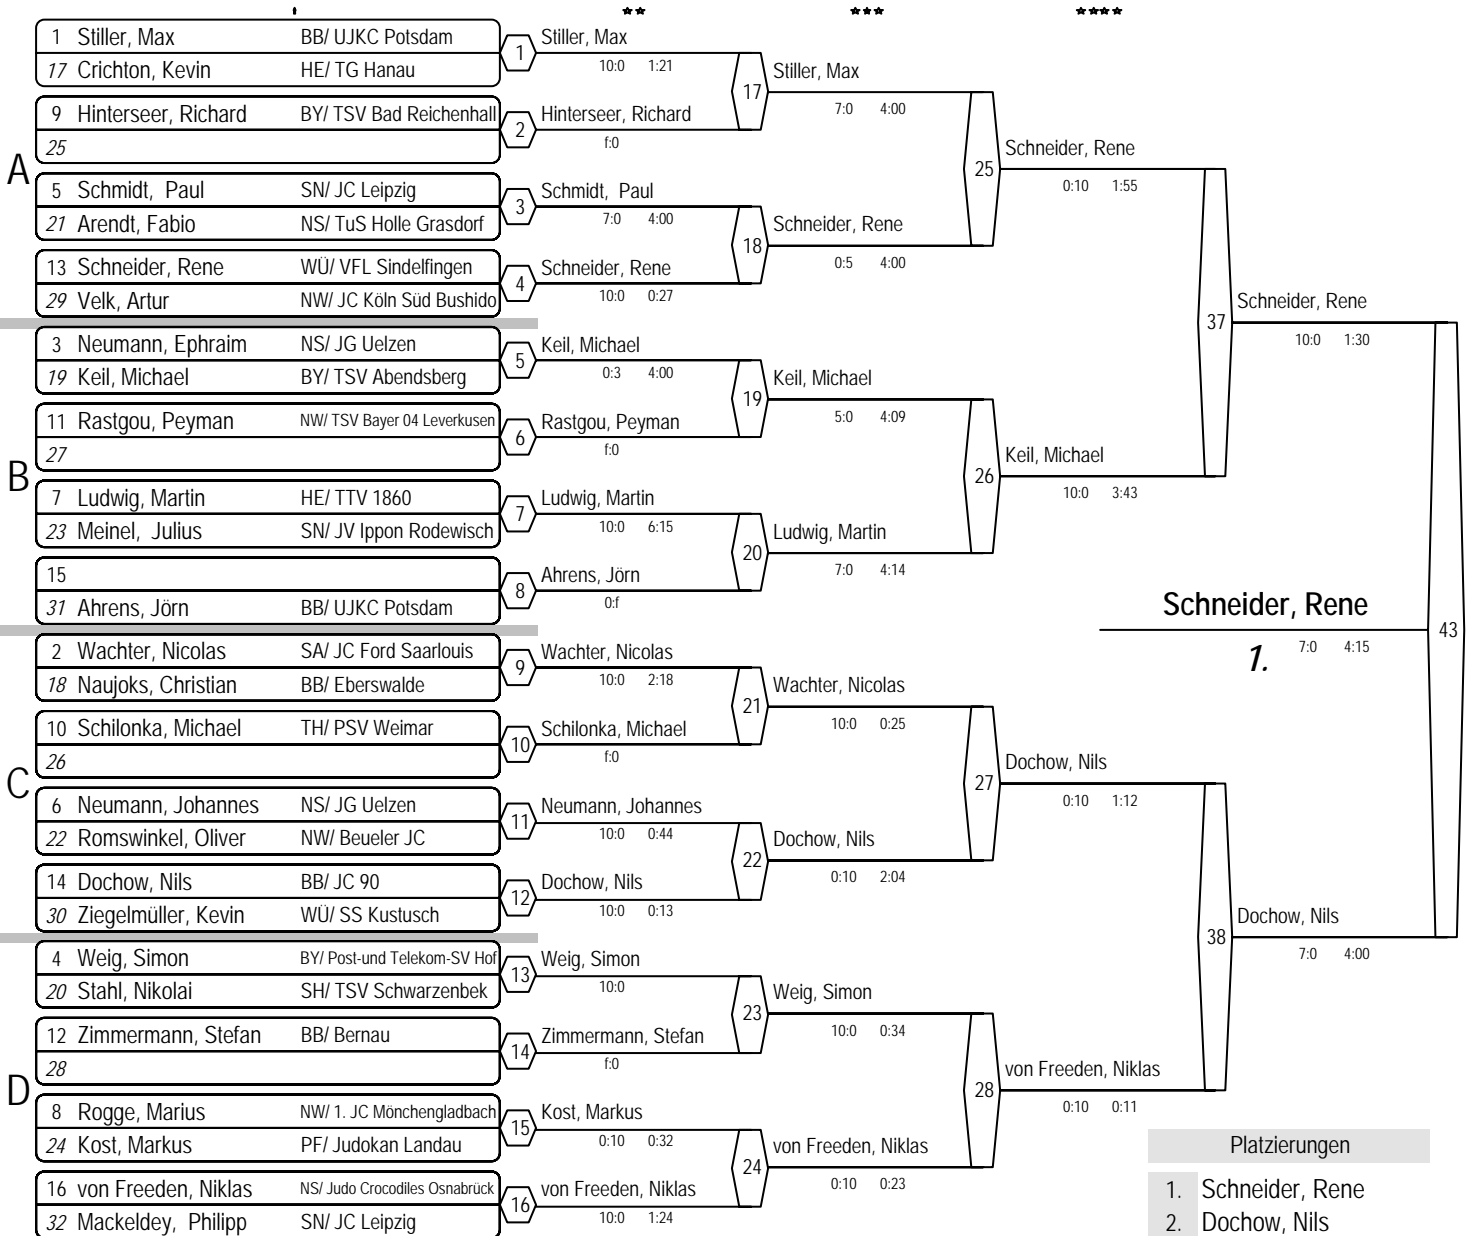 1 Stiller, Max BB/ UJKC Potsdam
17 Crichton, Kevin HE/ TG Hanau
9 Hinterseer, Richard BY/ TSV Bad Reichenhall
25
A
5 Schmidt, Paul SN/ JC Leipzig
21 Arendt, Fabio NS/ TuS Holle Grasdorf
13 Schneider, Rene WÜ/ VFL Sindelfingen
29 Velk, Artur NW/ JC Köln Süd Bushido
3 Neumann, Ephraim NS/ JG Uelzen
19 Keil, Michael BY/ TSV Abendsberg
11 Rastgou, Peyman NW/ TSV Bayer 04 Leverkusen
27
B
7 Ludwig, Martin HE/ TTV 1860
23 Meinel, Julius SN/ JV Ippon Rodewisch
15
31 Ahrens, Jörn BB/ UJKC Potsdam
2 Wachter, Nicolas SA/ JC Ford Saarlouis
18 Naujoks, Christian BB/ Eberswalde
10 Schilonka, Michael TH/ PSV Weimar
26
C
6 Neumann, Johannes NS/ JG Uelzen
22 Romswinkel, Oliver NW/ Beueler JC
14 Dochow, Nils BB/ JC 90
30 Ziegelmüller, Kevin WÜ/ SS Kustusch
4 Weig, Simon BY/ Post-und Telekom-SV Hof
20 Stahl, Nikolai SH/ TSV Schwarzenbek
12 Zimmermann, Stefan BB/ Bernau
28
D
8 Rogge, Marius NW/ 1. JC Mönchengladbach
24 Kost, Markus PF/ Judokan Landau
16 von Freeden, Niklas NS/ Judo Crocodiles Osnabrück
32 Mackeldey, Philipp SN/ JC Leipzig
1 Stiller, Max
10:0 1:21
2 Hinterseer, Richard
f:0
3 Schmidt, Paul
7:0 4:00
4 Schneider, Rene
10:0 0:27
5 Keil, Michael
0:3 4:00
6 Rastgou, Peyman
f:0
7 Ludwig, Martin
10:0 6:15
8 Ahrens, Jörn
0:f
9 Wachter, Nicolas
10:0 2:18
10 Schilonka, Michael
f:0
11 Neumann, Johannes
10:0 0:44
12 Dochow, Nils
10:0 0:13
13 Weig, Simon
10:0
14 Zimmermann, Stefan
f:0
15 Kost, Markus
0:10 0:32
16 von Freeden, Niklas
10:0 1:24
17 Stiller, Max
7:0 4:00
18 Schneider, Rene
0:5 4:00
19 Keil, Michael
5:0 4:09
20 Ludwig, Martin
7:0 4:14
21 Wachter, Nicolas
10:0 0:25
22 Dochow, Nils
0:10 2:04
23 Weig, Simon
10:0 0:34
24 von Freeden, Niklas
0:10 0:23
25 Schneider, Rene
0:10 1:55
26 Keil, Michael
10:0 3:43
27 Dochow, Nils
0:10 1:12
28 von Freeden, Niklas
0:10 0:11
37 Schneider, Rene
10:0 1:30
38 Dochow, Nils
7:0 4:00
Schneider, Rene
43
1. 7:0 4:15
Platzierungen
1. Schneider, Rene
2. Dochow, Nils